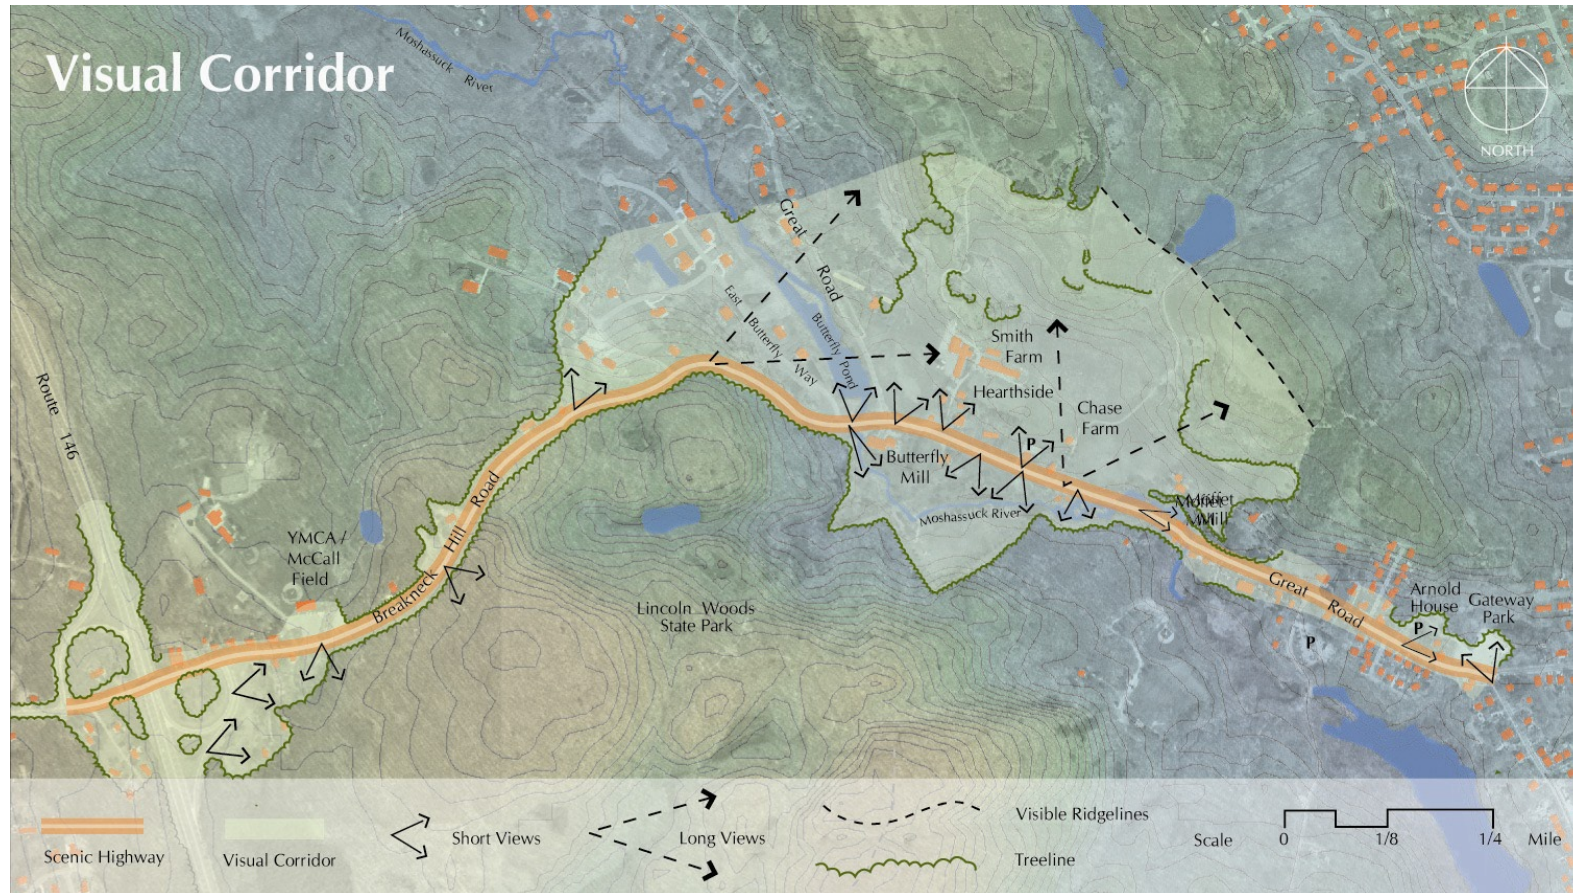 Visual Corridor
Moshassuck River
NORTH
Great Road
East Butterfly Way
Butterfly Pond
Smith
Farm
Hearthside
Chase
Farm
Route 146
P
Butterfly
Mill
Moshassuck River
Moffet
Mill
YMCA /
McCall
Field
Breakneck Hill Road
Lincoln Woods
State Park
Great Road
Arnold
House
Gateway
Park
P
P
Scenic Highway
Visual Corridor
Short Views
Long Views
Visible Ridgelines
Treeline
Scale
0 1/8 1/4 Mile